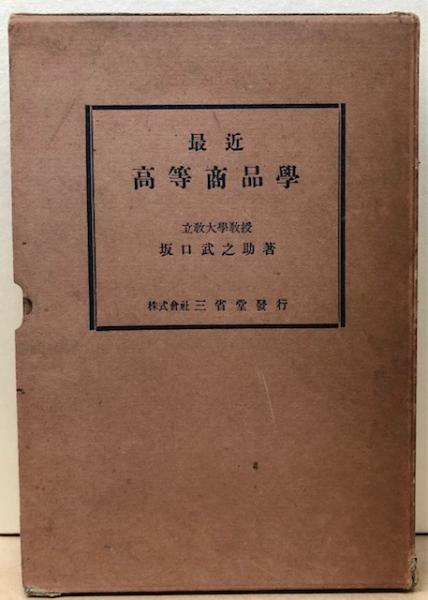 最近
高等商品學
立教大學敎授
坂口武之助著
株式會社三省堂發行